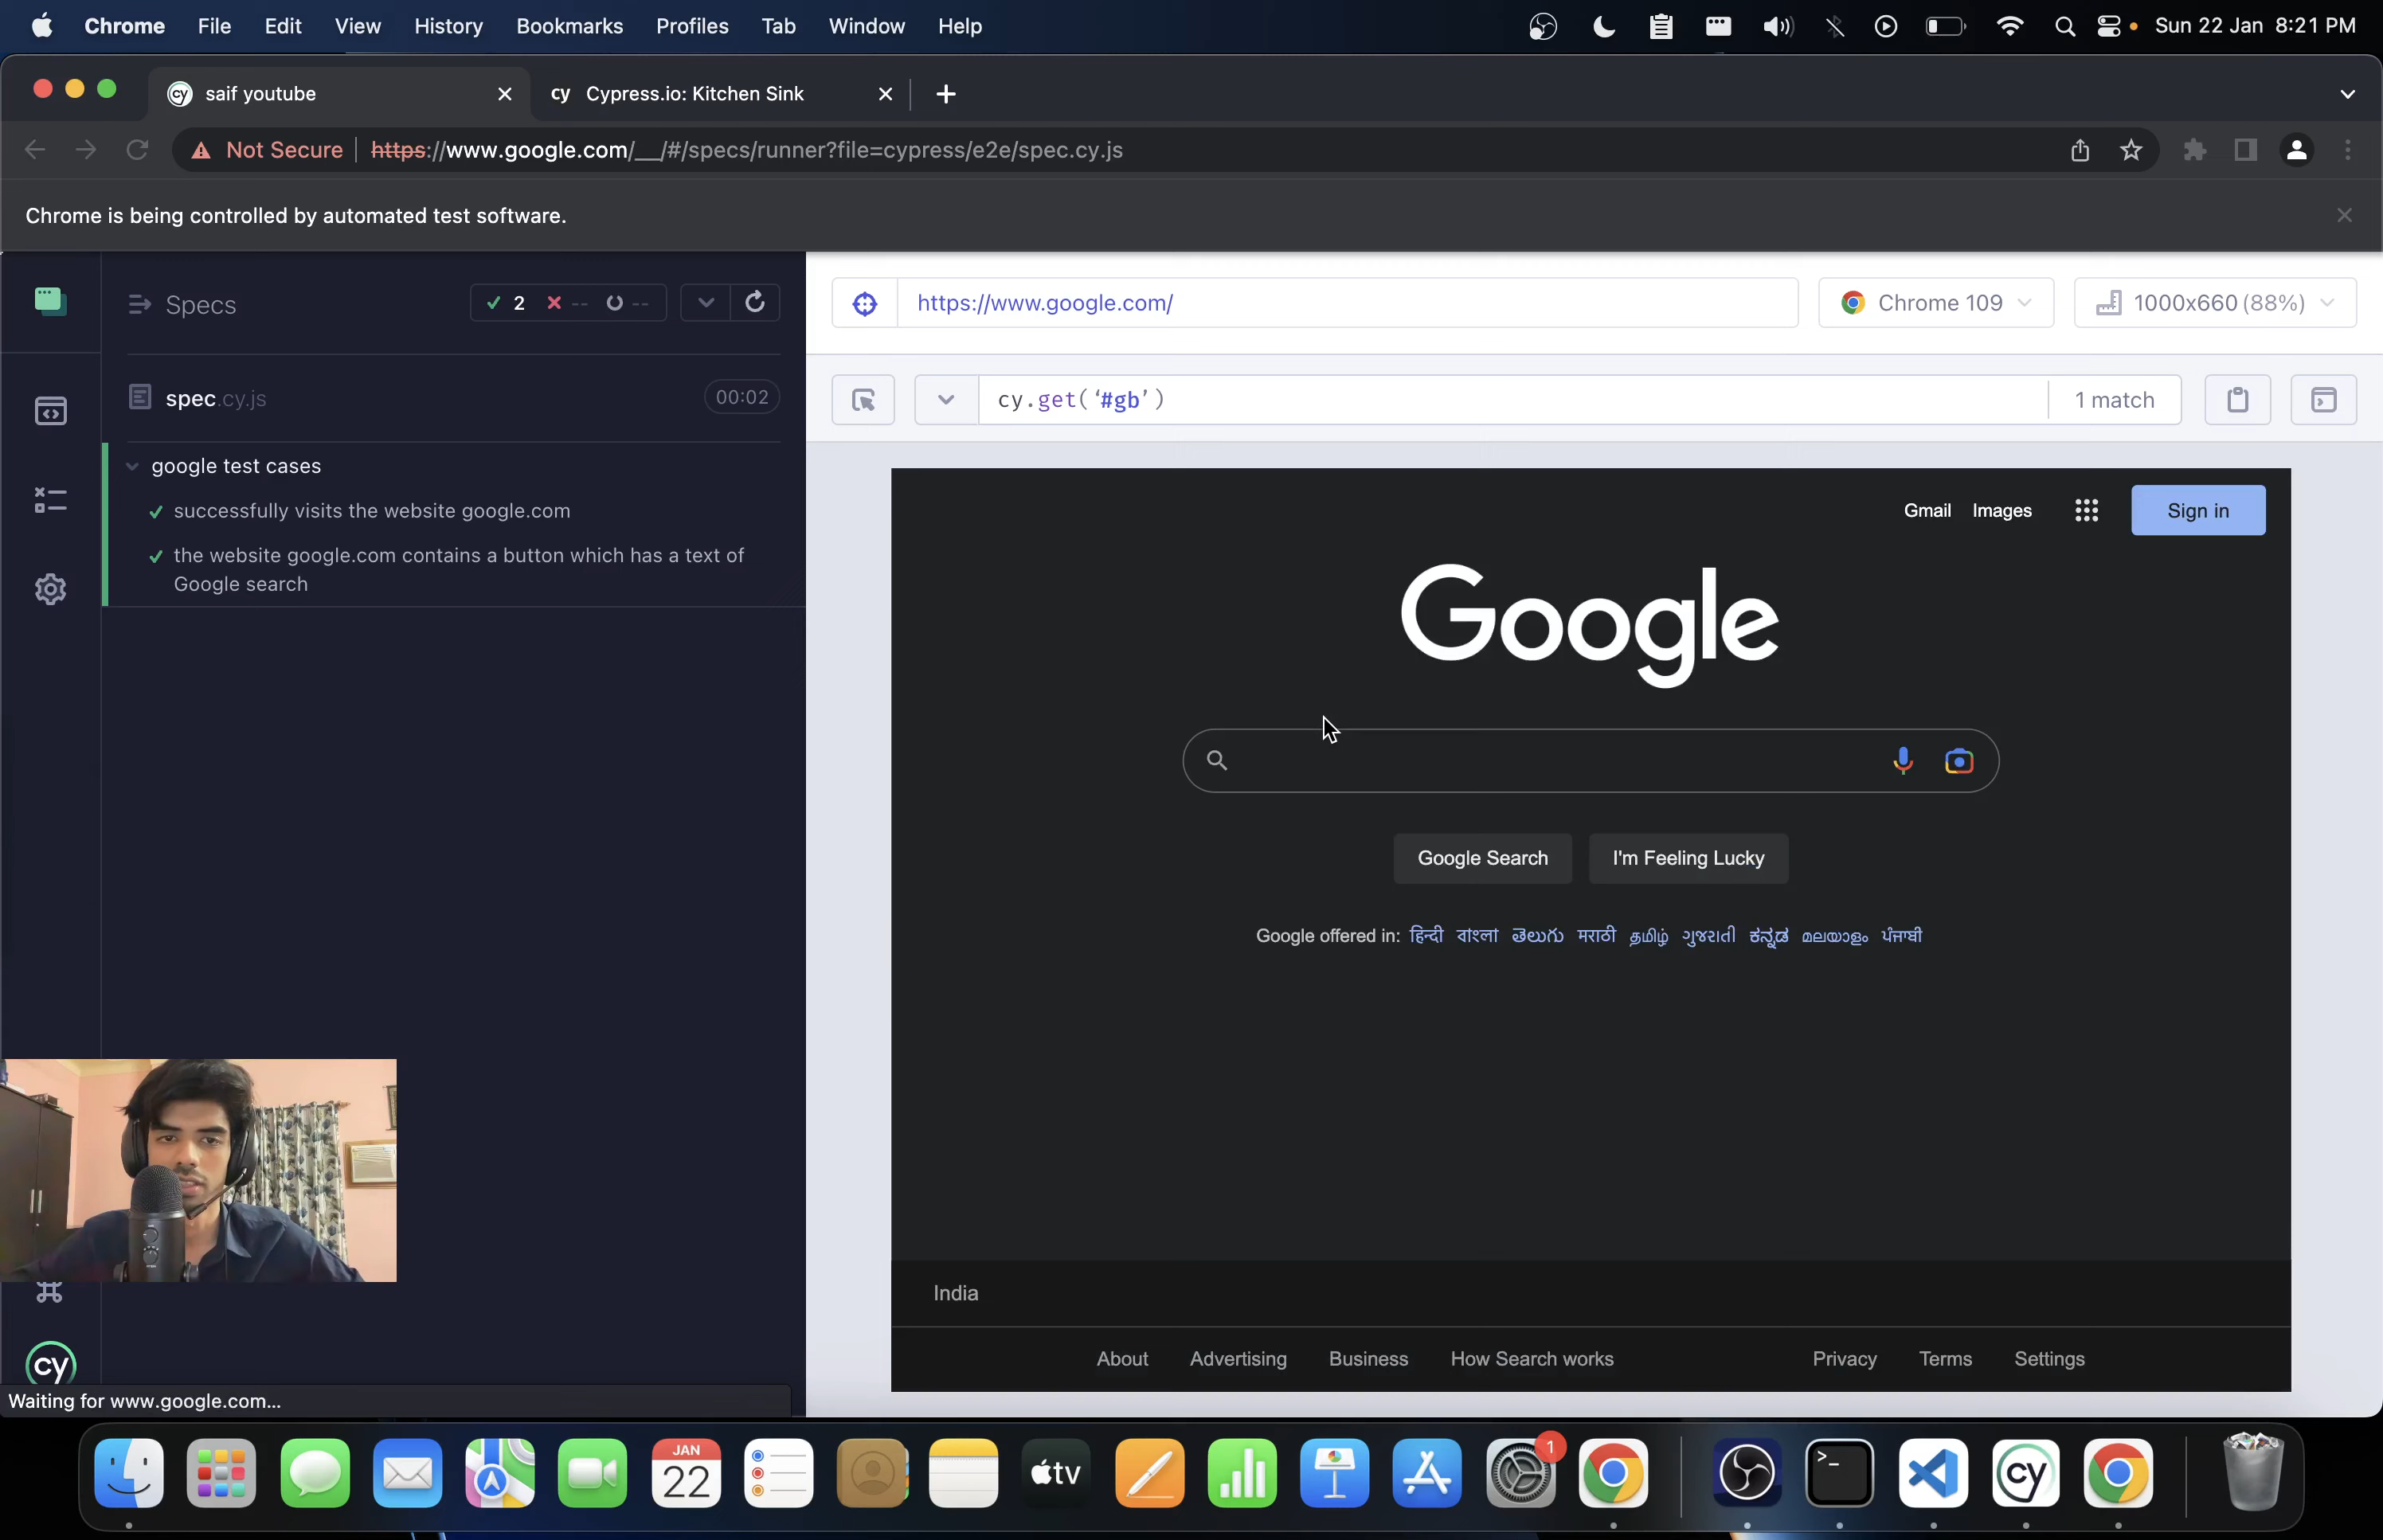 Chrome File Edit View History Bookmarks Profiles Tab Window Help Sun 22 Jan 8:21 PM
cy saif youtube cy Cypress.io: Kitchen Sink
Not Secure https://www.google.com/__/#/specs/runner?file=cypress/e2e/spec.cy.js
Chrome is being controlled by automated test software.
Specs 2 -- --
https://www.google.com/ Chrome 109 1000x660 (88%)
spec.cy.js 00:02
cy.get(‘#gb’) 1 match
google test cases
successfully visits the website google.com
the website google.com contains a button which has a text of
Google search
Gmail Images Sign in
Google
Google Search I'm Feeling Lucky
Google offered in: हिन्दी বাংলা తెలుగు मराठी தமிழ் ગુજરાતી ಕನ್ನಡ മലയാളം ਪੰਜਾਬੀ
India
About Advertising Business How Search works Privacy Terms Settings
cy
Waiting for www.google.com...
JAN
22
tv
1
>_
cy